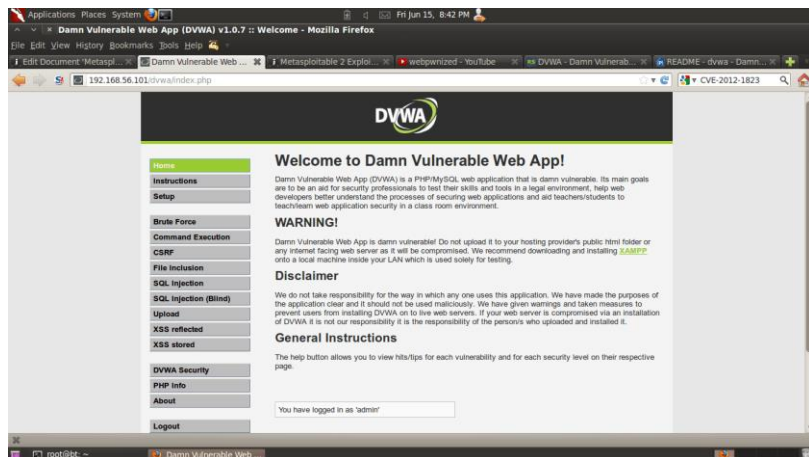 Applications Places System
Fri Jun 15, 8:42 PM
Damn Vulnerable Web App (DVWA) v1.0.7 :: Welcome - Mozilla Firefox
File Edit View History Bookmarks Tools Help
Edit Document 'Metaspl... Damn Vulnerable Web ... Metasploitable 2 Exploi... webpwnized - YouTube DVWA - Damn Vulnerab... README - dvwa - Damn...
192.168.56.101/dvwa/index.php
CVE-2012-1823
DVWA
Home
Instructions
Setup
Brute Force
Command Execution
CSRF
File Inclusion
SQL Injection
SQL Injection (Blind)
Upload
XSS reflected
XSS stored
DVWA Security
PHP Info
About
Logout
Welcome to Damn Vulnerable Web App!
Damn Vulnerable Web App (DVWA) is a PHP/MySQL web application that is damn vulnerable. Its main goals
are to be an aid for security professionals to test their skills and tools in a legal environment, help web
developers better understand the processes of securing web applications and aid teachers/students to
teach/learn web application security in a class room environment.
WARNING!
Damn Vulnerable Web App is damn vulnerable! Do not upload it to your hosting provider's public html folder or
any internet facing web server as it will be compromised. We recommend downloading and installing XAMPP
onto a local machine inside your LAN which is used solely for testing.
Disclaimer
We do not take responsibility for the way in which any one uses this application. We have made the purposes of
the application clear and it should not be used maliciously. We have given warnings and taken measures to
prevent users from installing DVWA on to live web servers. If your web server is compromised via an installation
of DVWA it is not our responsibility it is the responsibility of the person/s who uploaded and installed it.
General Instructions
The help button allows you to view hits/tips for each vulnerability and for each security level on their respective
page.
You have logged in as 'admin'
root@bt: ~
Damn Vulnerable Web ...